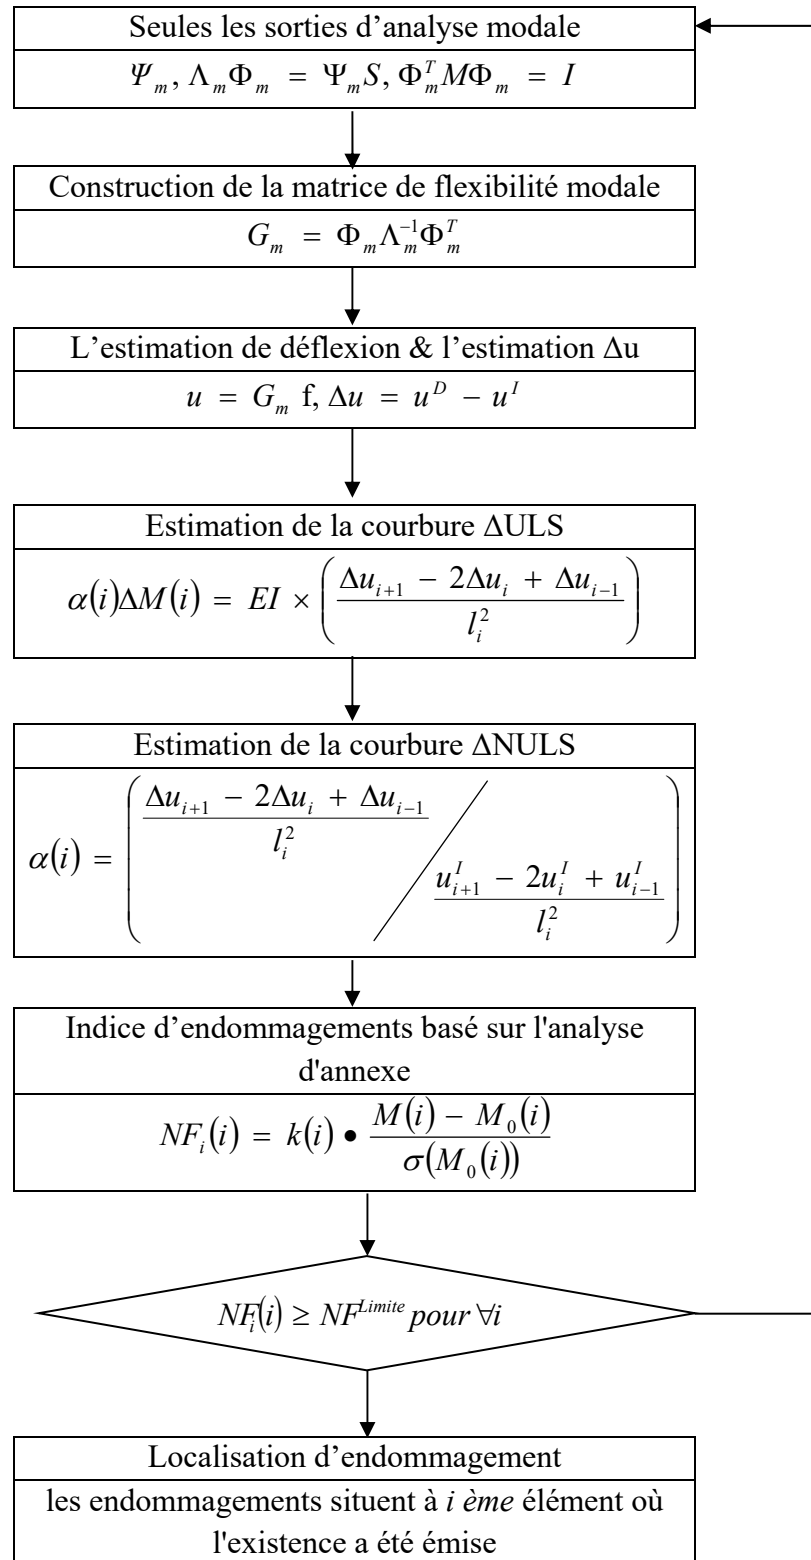 Seules les sorties d’analyse modale
Ψ_m, Λ_mΦ_m = Ψ_mS, Φ_m^T MΦ_m = I
Construction de la matrice de flexibilité modale
G_m = Φ_mΛ_m^{-1}Φ_m^T
L’estimation de déflexion & l’estimation Δu
u = G_m f, Δu = u^D − u^I
Estimation de la courbure ΔULS
α(i)ΔM(i) = EI × ((Δu_{i+1} − 2Δu_i + Δu_{i−1}) / l_i^2)
Estimation de la courbure ΔNULS
α(i) = ((Δu_{i+1} − 2Δu_i + Δu_{i−1}) / l_i^2 / (u^I_{i+1} − 2u^I_i + u^I_{i−1}) / l_i^2)
Indice d’endommagements basé sur l'analyse
d'annexe
NF_i(i) = k(i) • (M(i) − M_0(i)) / σ(M_0(i))
NF_i(i) ≥ NF^{Limite} pour ∀i
Localisation d’endommagement
les endommagements situent à i ème élément où
l'existence a été émise